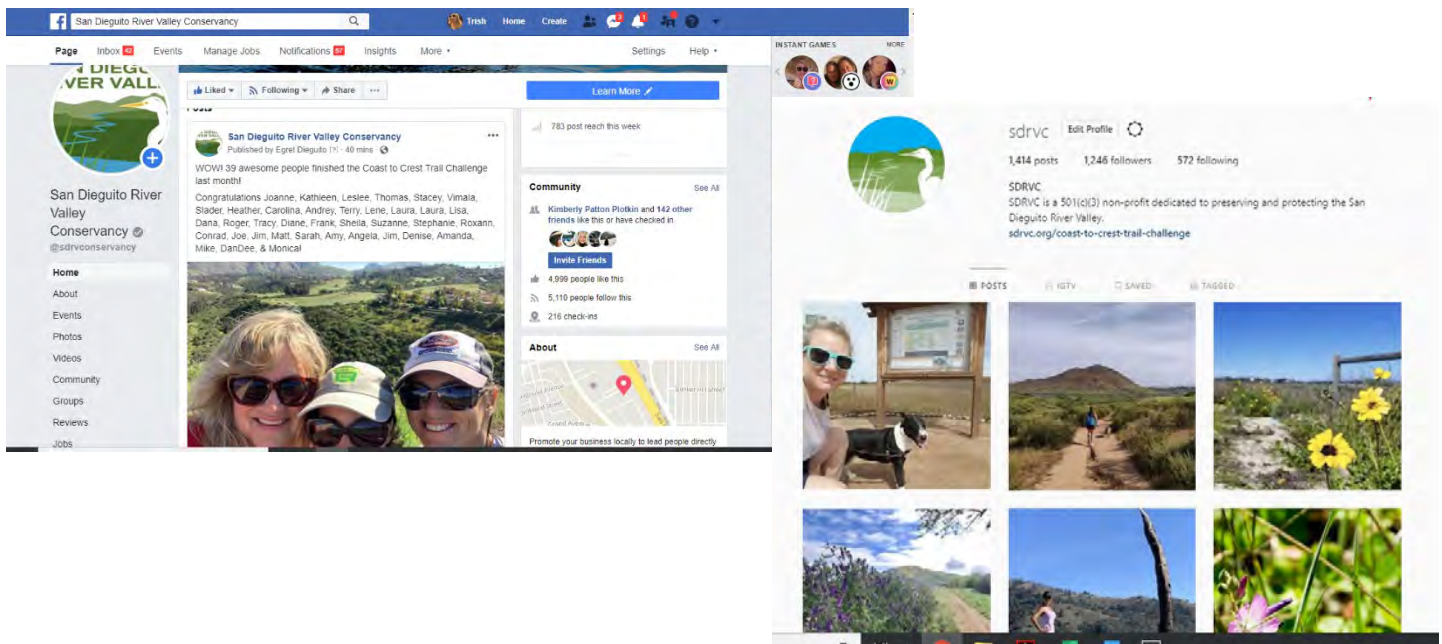 San Dieguito River Valley Conservancy
Trish Home Create
Page Inbox 42 Events Manage Jobs Notifications 57 Insights More Settings Help
VER VALL
San Dieguito River
Valley
Conservancy
@sdrvconservancy
Home
About
Events
Photos
Videos
Community
Groups
Reviews
Jobs
Liked Following Share ... Learn More
Posts
San Dieguito River Valley Conservancy ...
Published by Egret Dieguito [?] · 40 mins ·
WOW! 39 awesome people finished the Coast to Crest Trail Challenge
last month!
Congratulations Joanne, Kathleen, Leslee, Thomas, Stacey, Vimala,
Slader, Heather, Carolina, Andrey, Terry, Lene, Laura, Laura, Lisa,
Dana, Roger, Tracy, Diane, Frank, Sheila, Suzanne, Stephanie, Roxann,
Conrad, Joe, Jim, Matt, Sarah, Amy, Angela, Jim, Denise, Amanda,
Mike, DanDee, & Monica!
783 post reach this week
Community See All
Kimberly Patton Plotkin and 142 other
friends like this or have checked in
Invite Friends
4,999 people like this
5,110 people follow this
216 check-ins
About See All
Promote your business locally to lead people directly
INSTANT GAMES MORE
sdrvc Edit Profile
1,414 posts 1,246 followers 572 following
SDRVC
SDRVC is a 501(c)(3) non-profit dedicated to preserving and protecting the San
Dieguito River Valley.
sdrvc.org/coast-to-crest-trail-challenge
POSTS IGTV SAVED TAGGED